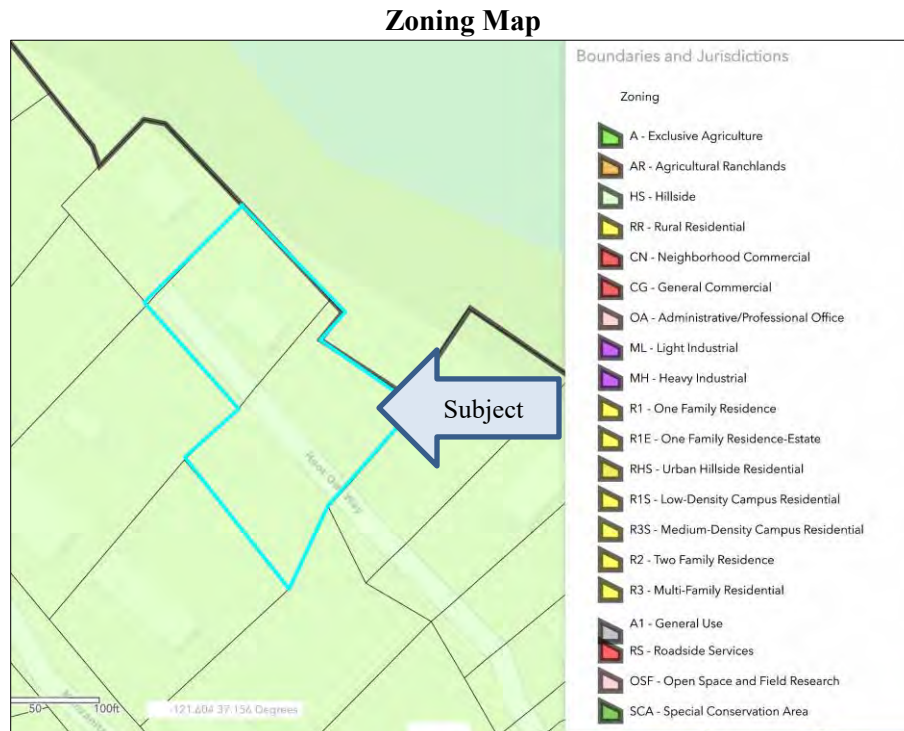 Zoning Map
Boundaries and Jurisdictions
Zoning
A - Exclusive Agriculture
AR - Agricultural Ranchlands
HS - Hillside
RR - Rural Residential
CN - Neighborhood Commercial
CG - General Commercial
OA - Administrative/Professional Office
ML - Light Industrial
MH - Heavy Industrial
R1 - One Family Residence
R1E - One Family Residence-Estate
RHS - Urban Hillside Residential
R1S - Low-Density Campus Residential
R3S - Medium-Density Campus Residential
R2 - Two Family Residence
R3 - Multi-Family Residential
A1 - General Use
RS - Roadside Services
OSF - Open Space and Field Research
SCA - Special Conservation Area
Subject
Way
50
100ft
-121.604 37.156 Degrees